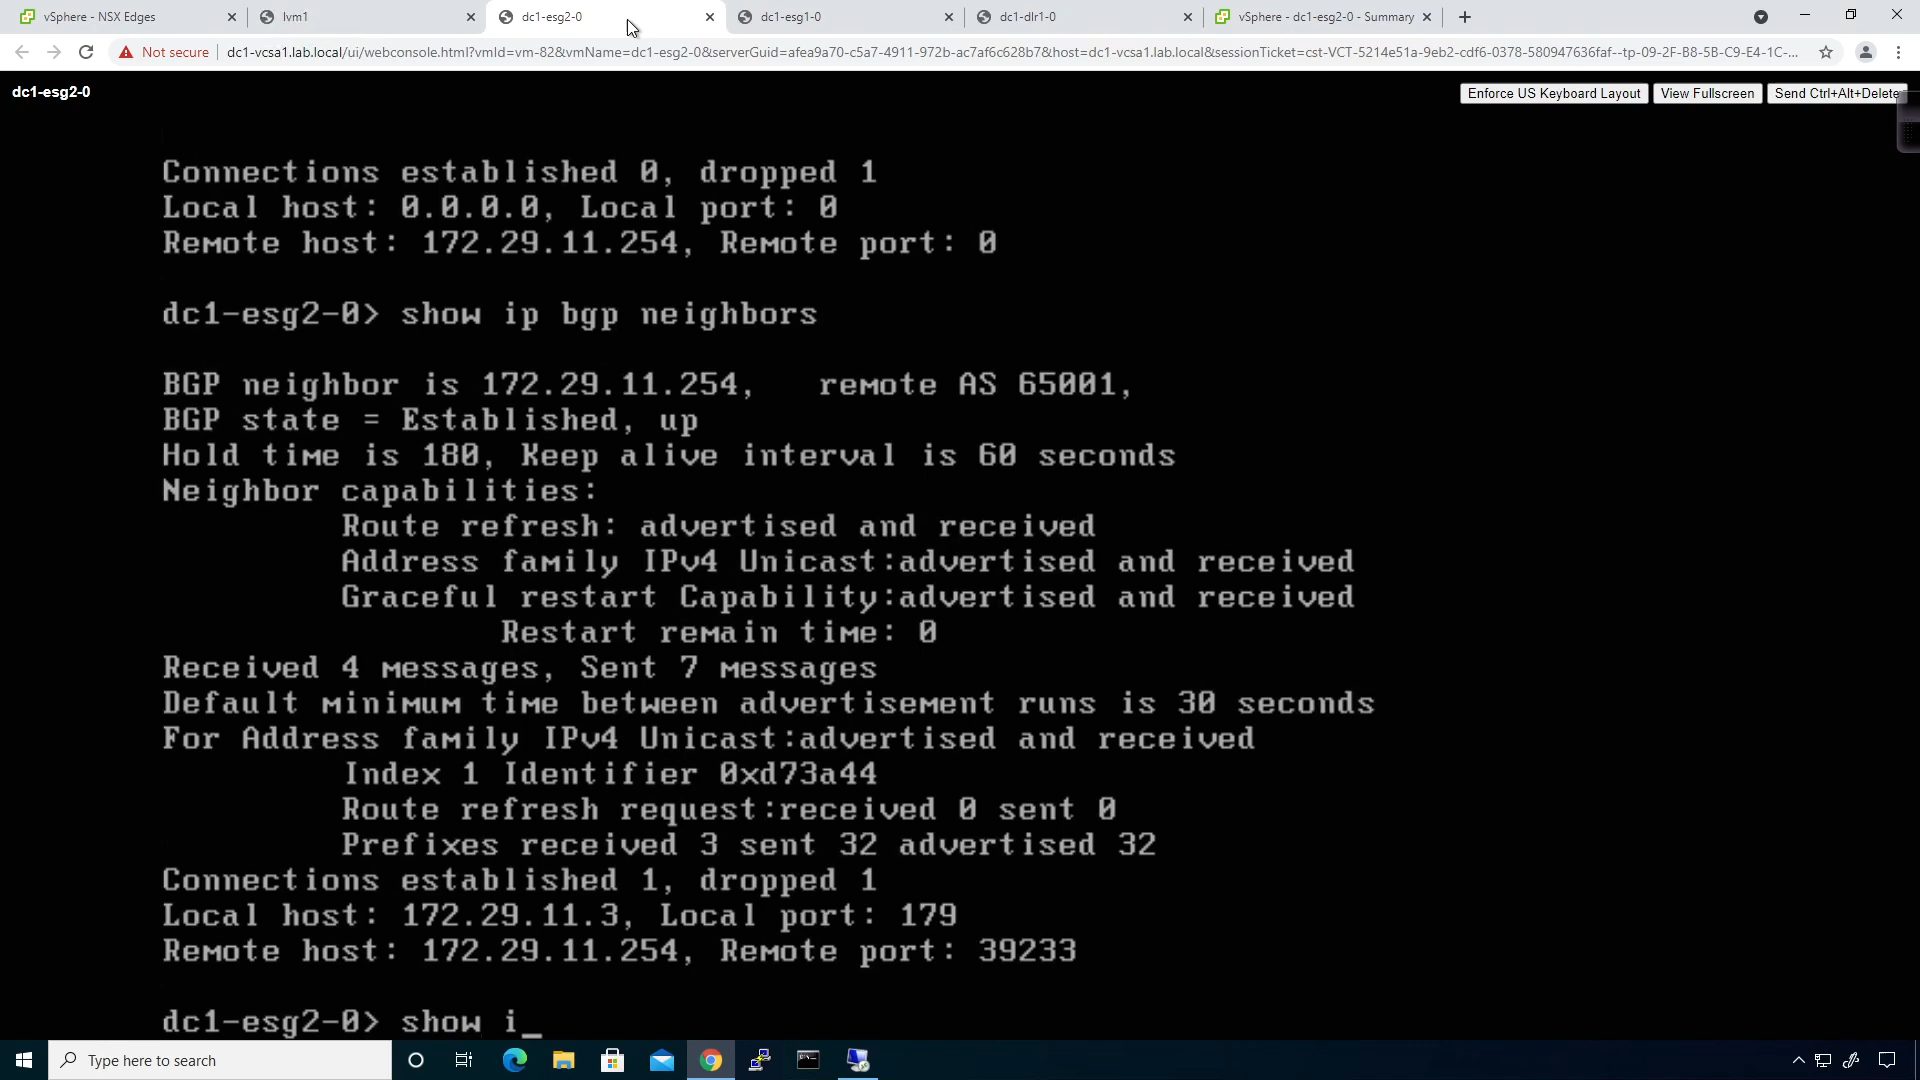 vSphere - NSX Edges
lvm1
dc1-esg2-0
dc1-esg1-0
dc1-dlr1-0
vSphere - dc1-esg2-0 - Summary
Not secure
dc1-vcsa1.lab.local/ui/webconsole.html?vmId=vm-82&vmName=dc1-esg2-0&serverGuid=afea9a70-c5a7-4911-972b-ac7af6c628b7&host=dc1-vcsa1.lab.local&sessionTicket=cst-VCT-5214e51a-9eb2-cdf6-0378-580947636faf--tp-09-2F-B8-5B-C9-E4-1C-...
dc1-esg2-0
Enforce US Keyboard Layout
View Fullscreen
Send Ctrl+Alt+Delete
Connections established 0, dropped 1
Local host: 0.0.0.0, Local port: 0
Remote host: 172.29.11.254, Remote port: 0
dc1-esg2-0> show ip bgp neighbors
BGP neighbor is 172.29.11.254,   remote AS 65001,
BGP state = Established, up
Hold time is 180, Keep alive interval is 60 seconds
Neighbor capabilities:
Route refresh: advertised and received
Address family IPv4 Unicast:advertised and received
Graceful restart Capability:advertised and received
Restart remain time: 0
Received 4 messages, Sent 7 messages
Default minimum time between advertisement runs is 30 seconds
For Address family IPv4 Unicast:advertised and received
Index 1 Identifier 0xd73a44
Route refresh request:received 0 sent 0
Prefixes received 3 sent 32 advertised 32
Connections established 1, dropped 1
Local host: 172.29.11.3, Local port: 179
Remote host: 172.29.11.254, Remote port: 39233
dc1-esg2-0> show i_
Type here to search